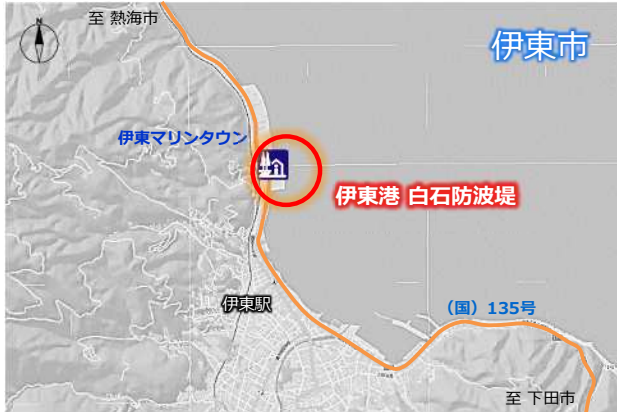 至 熱海市
N
伊東市
伊東マリンタウン
伊東港 白石防波堤
伊東駅
（国）135号
至 下田市